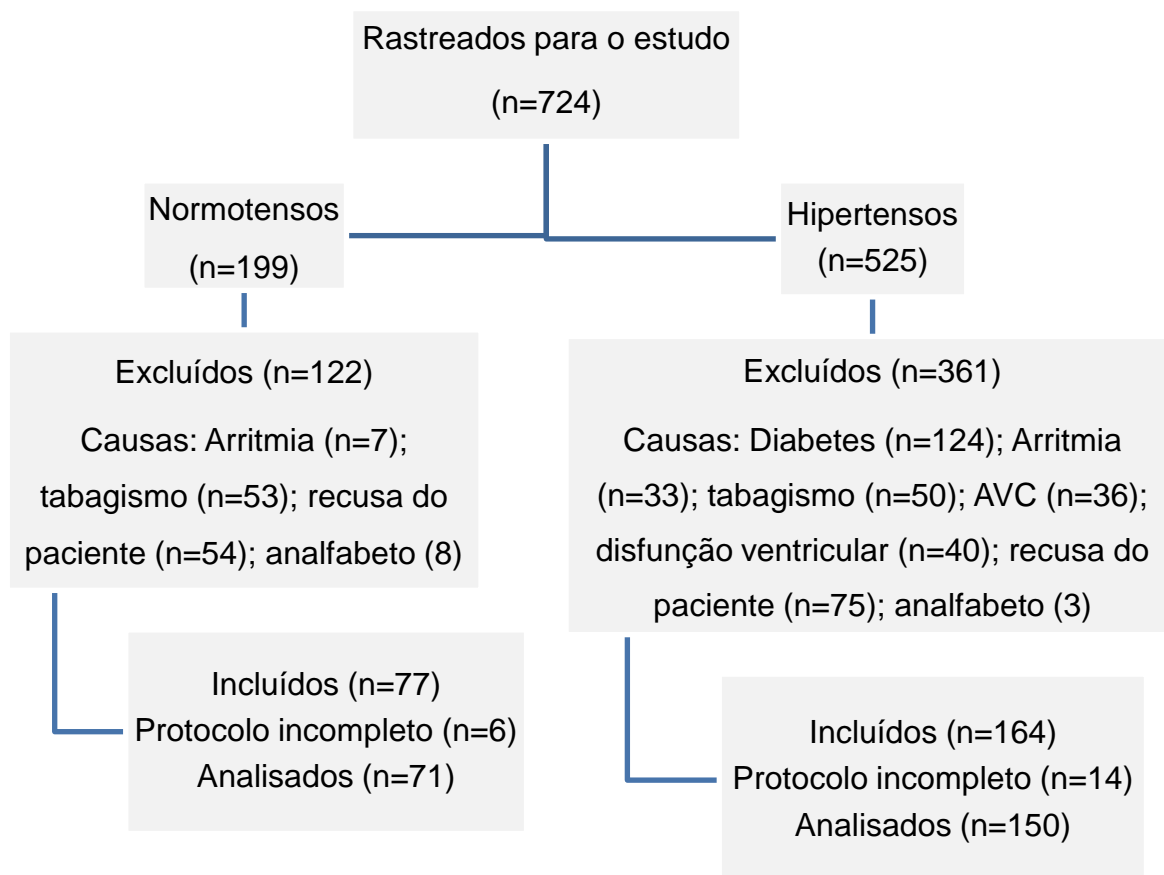 Rastreados para o estudo
(n=724)
Normotensos
(n=199)
Hipertensos
(n=525)
Excluídos (n=122)
Causas: Arritmia (n=7);
tabagismo (n=53); recusa do
paciente (n=54); analfabeto (8)
Excluídos (n=361)
Causas: Diabetes (n=124); Arritmia
(n=33); tabagismo (n=50); AVC (n=36);
disfunção ventricular (n=40); recusa do
paciente (n=75); analfabeto (3)
Incluídos (n=77)
Protocolo incompleto (n=6)
Analisados (n=71)
Incluídos (n=164)
Protocolo incompleto (n=14)
Analisados (n=150)